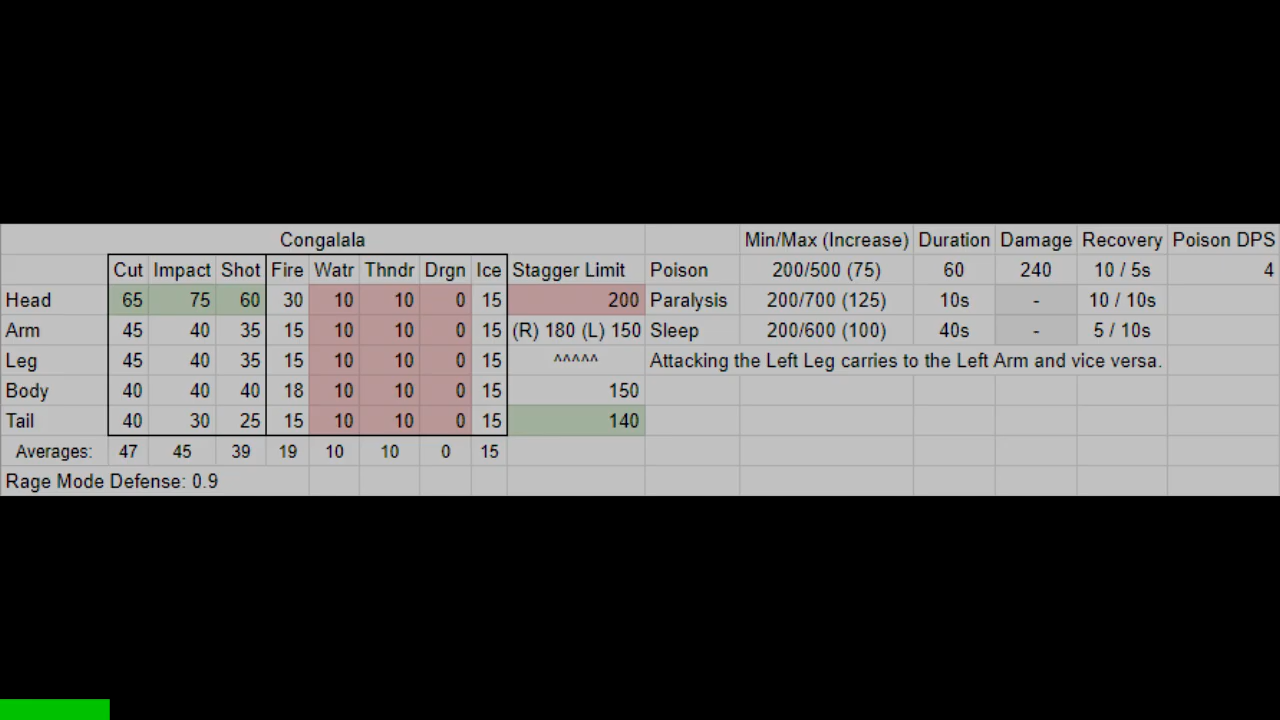 Congalala Min/Max (Increase) Duration Damage Recovery Poison DPS
Cut Impact Shot Fire Watr Thndr Drgn Ice Stagger Limit Poison 200/500 (75) 60 240 10 / 5s 4
Head 65 75 60 30 10 10 0 15 200 Paralysis 200/700 (125) 10s - 10 / 10s
Arm 45 40 35 15 10 10 0 15 (R) 180 (L) 150 Sleep 200/600 (100) 40s - 5 / 10s
Leg 45 40 35 15 10 10 0 15 ^^^^^ Attacking the Left Leg carries to the Left Arm and vice versa.
Body 40 40 40 18 10 10 0 15 150
Tail 40 30 25 15 10 10 0 15 140
Averages: 47 45 39 19 10 10 0 15
Rage Mode Defense: 0.9